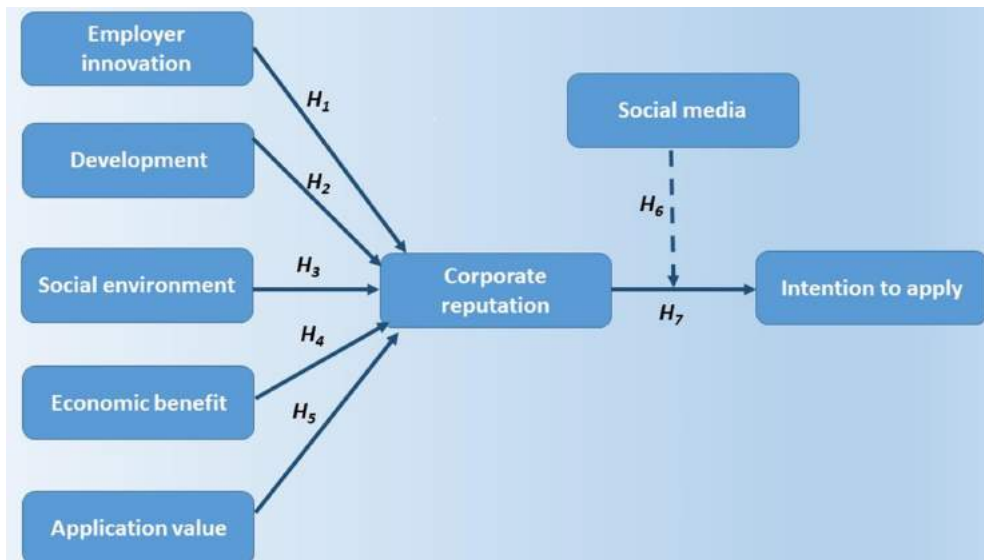 Employer
innovation
H1
Social media
Development
H2
H6
Social environment
H3
Corporate
reputation
Intention to apply
H7
H4
Economic benefit
H5
Application value